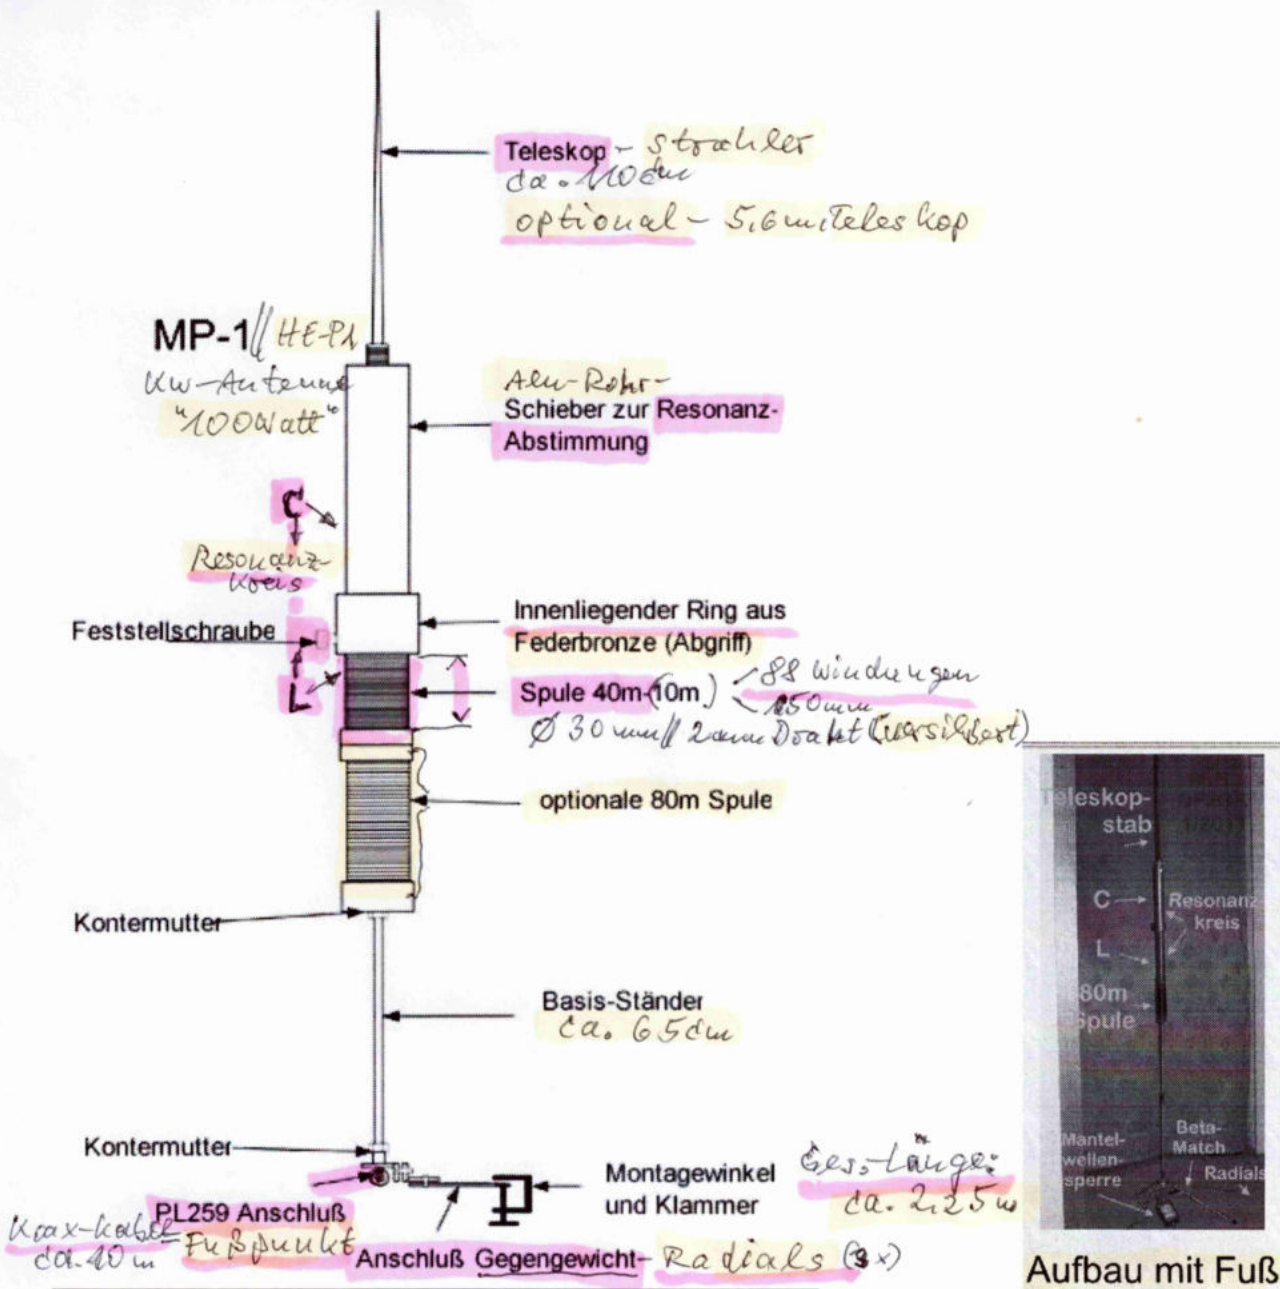 Teleskop - Strahler
ca. 110 cm
optional - 5,6m Teleskop
MP-1// HE-P1
KW-Antenne
"100Watt"
Alu-Rohr-
Schieber zur Resonanz-
Abstimmung
C
Resonanz-
kreis
Innenliegender Ring aus
Federbronze (Abgriff)
Feststellschraube
L
Spule 40m-(10m)
88 Windungen
150mm
Ø 30mm// 2mm Draht (versilbert)
optionale 80m Spule
Kontermutter
Basis-Ständer
ca. 65cm
Kontermutter
Montagewinkel
und Klammer
Ges.-Länge:
ca. 2,25m
PL259 Anschluß
Koax-Kabel
ca. 10m
Fußpunkt
Anschluß Gegengewicht- Radials
Teleskop-
stab
C
Resonanz-
kreis
L
80m
Spule
Mantel-
wellen-
sperre
Beta-
Match
Radials
Aufbau mit Fuß